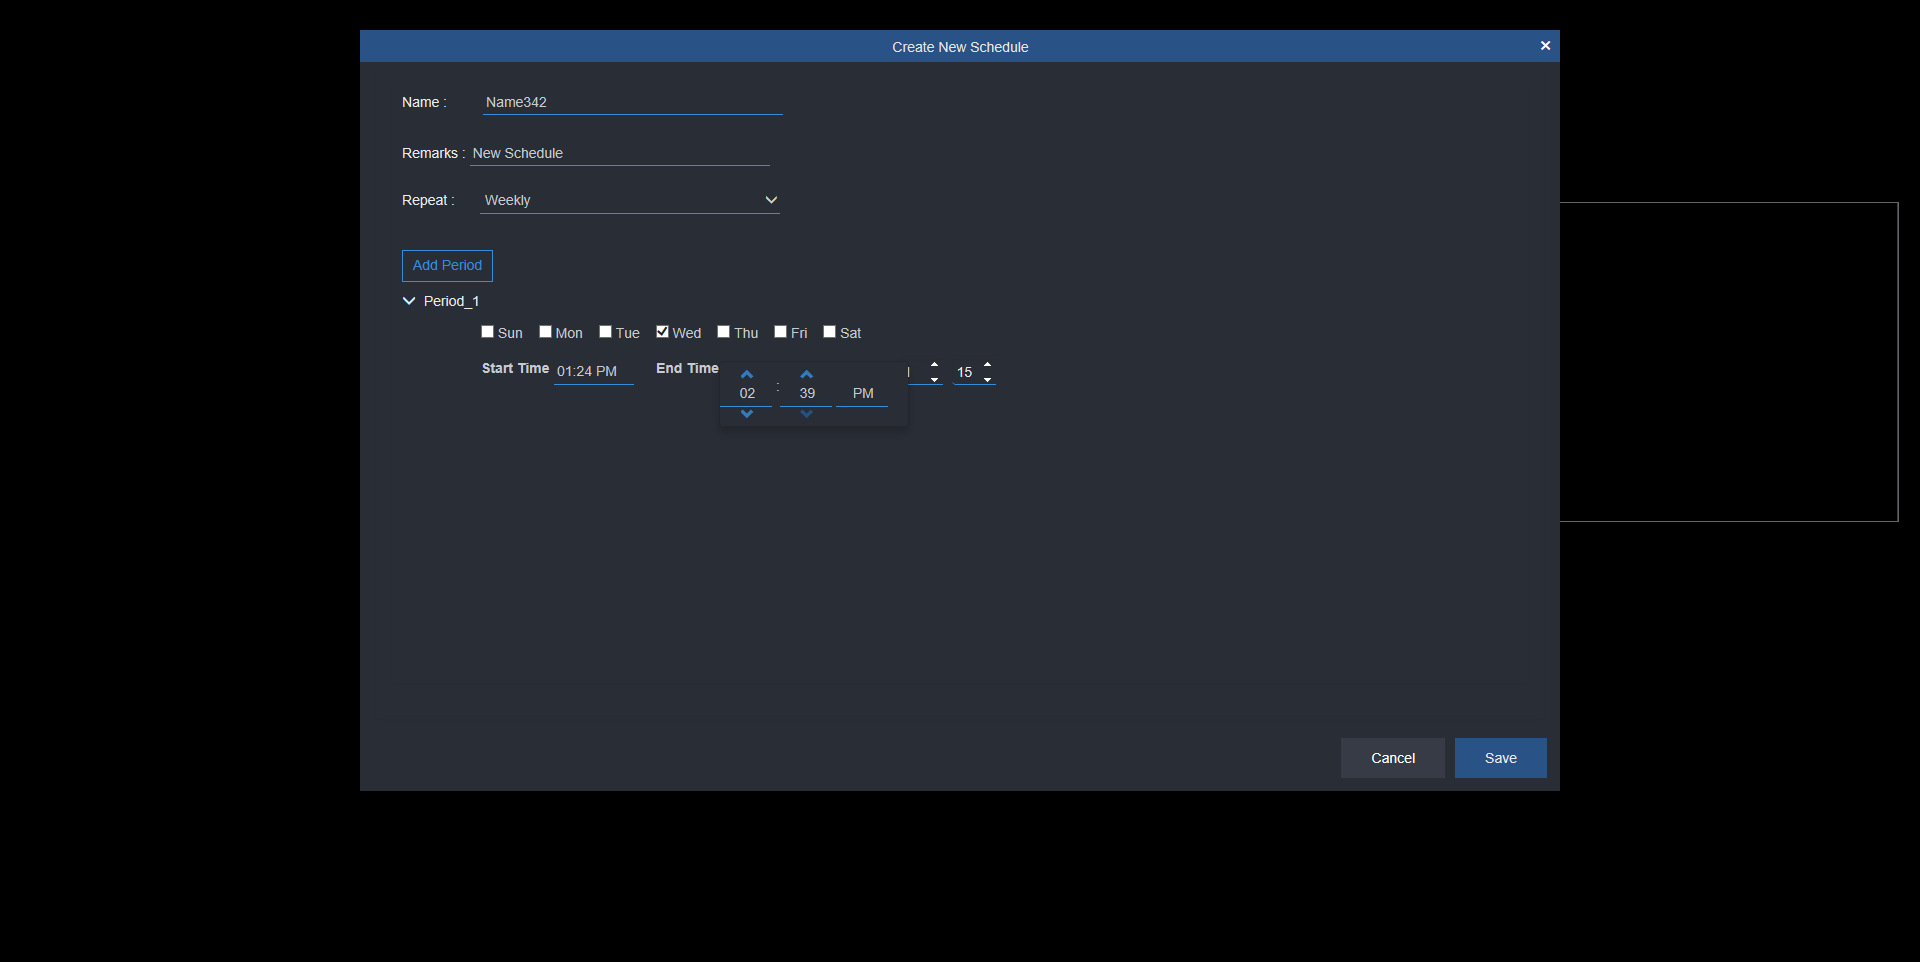 Create New Schedule
Name : Name342
Remarks : New Schedule
Repeat : Weekly
Add Period
Period_1
Sun Mon Tue Wed Thu Fri Sat
Start Time 01:24 PM End Time 15
02 : 39 PM
Cancel Save